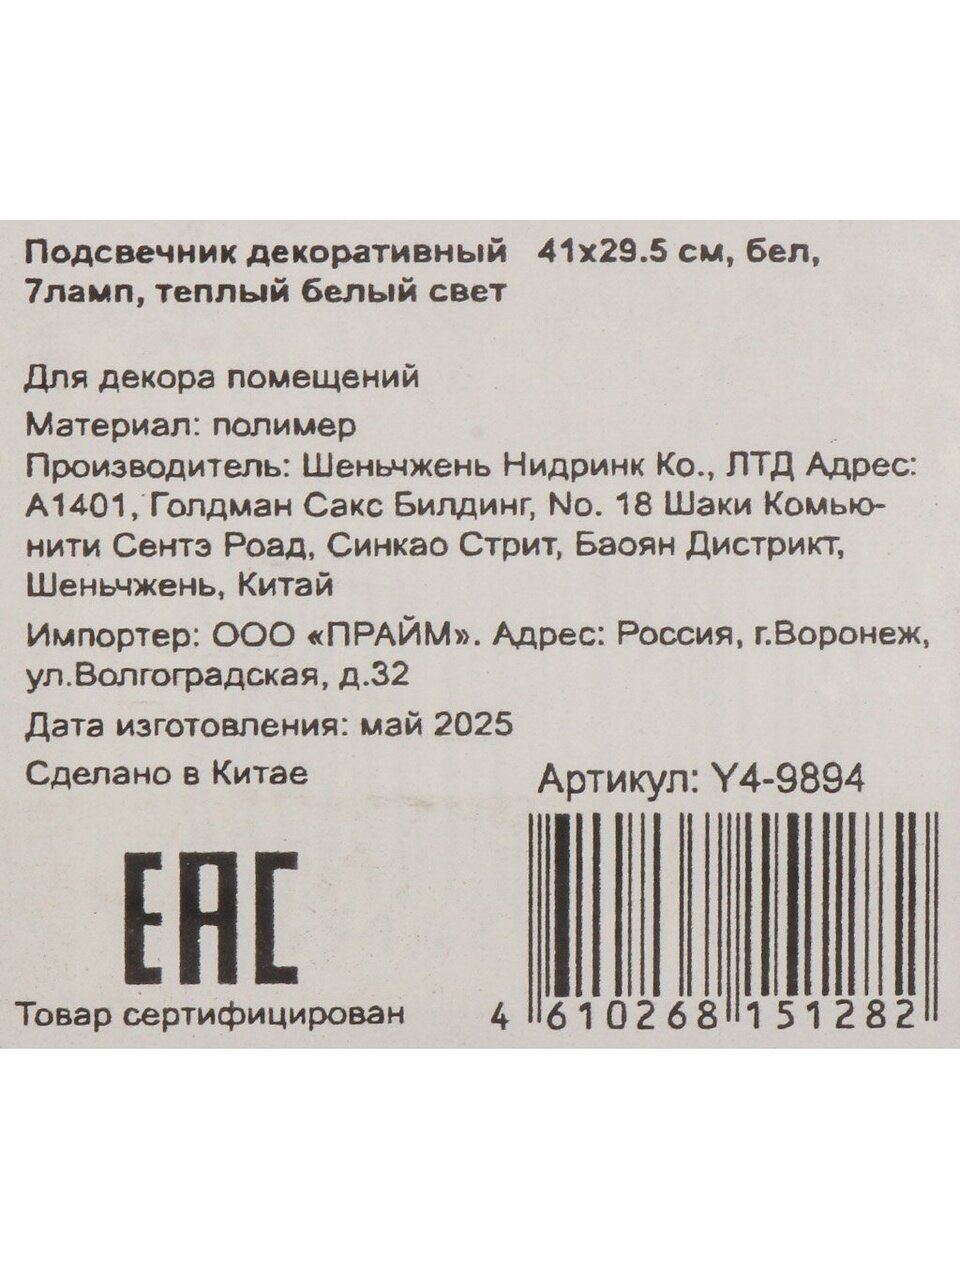 Подсвечник декоративный 41x29.5 см, бел,
7ламп, теплый белый свет
Для декора помещений
Материал: полимер
Производитель: Шеньчжень Нидринк Ко., ЛТД Адрес:
А1401, Голдман Сакс Билдинг, No. 18 Шаки Комью-
нити Сентэ Роад, Синкао Стрит, Баоян Дистрикт,
Шеньчжень, Китай
Импортер: ООО «ПРАЙМ». Адрес: Россия, г.Воронеж,
ул.Волгоградская, д.32
Дата изготовления: май 2025
Сделано в Китае
Артикул: Y4-9894
EAC
Товар сертифицирован
4 610268 151282